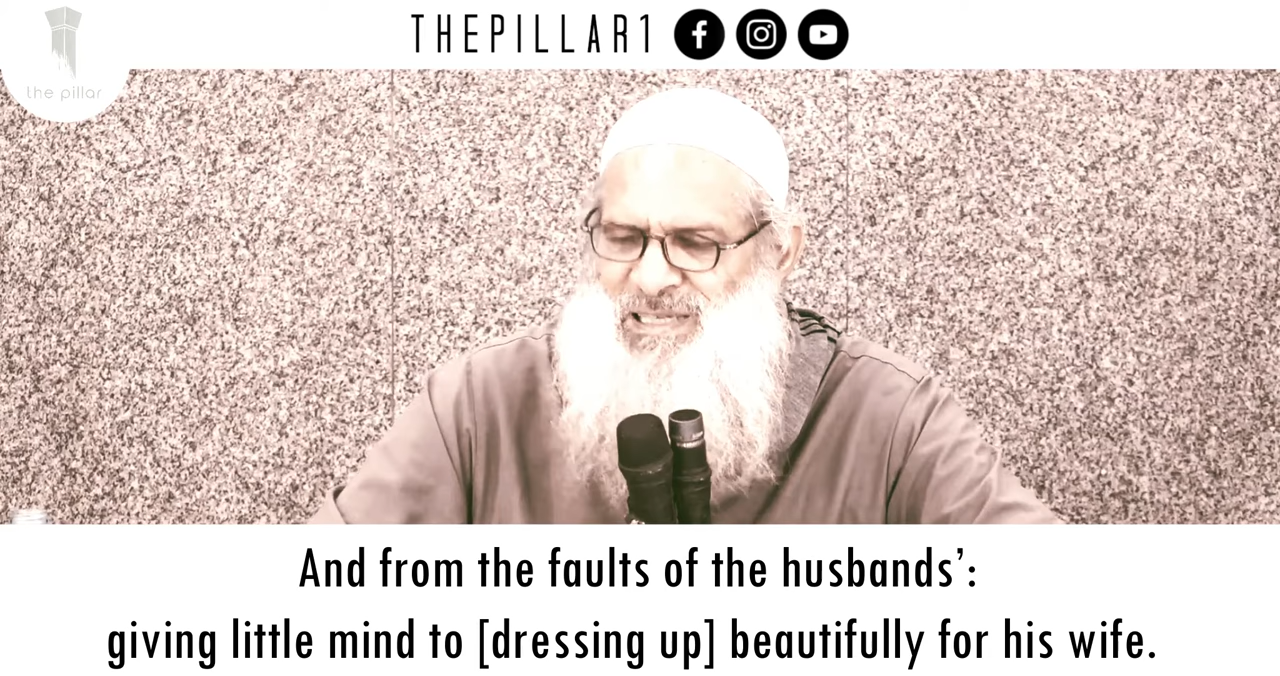 THEPILLAR1
the pillar
And from the faults of the husbands’:
giving little mind to [dressing up] beautifully for his wife.